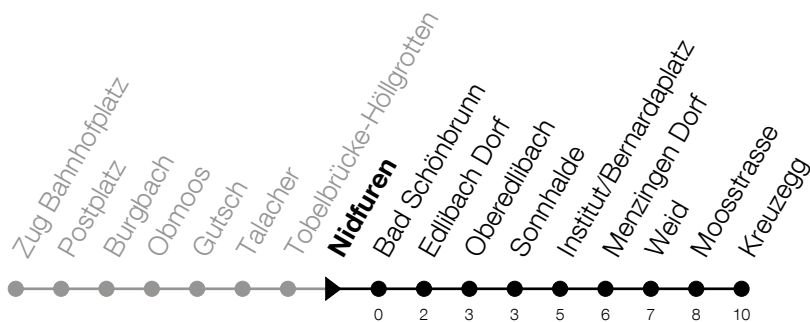 Zug Bahnhofplatz
Postplatz
Burgbach
Obmoos
Gutsch
Talacher
Tobelbrücke-Höllgrotten
Nidfuren
Bad Schönbrunn
Edlibach Dorf
Oberedlibach
Sonnhalde
Institut/Bernardaplatz
Menzingen Dorf
Weid
Moosstrasse
Kreuzegg
0 2 3 3 5 6 7 8 10